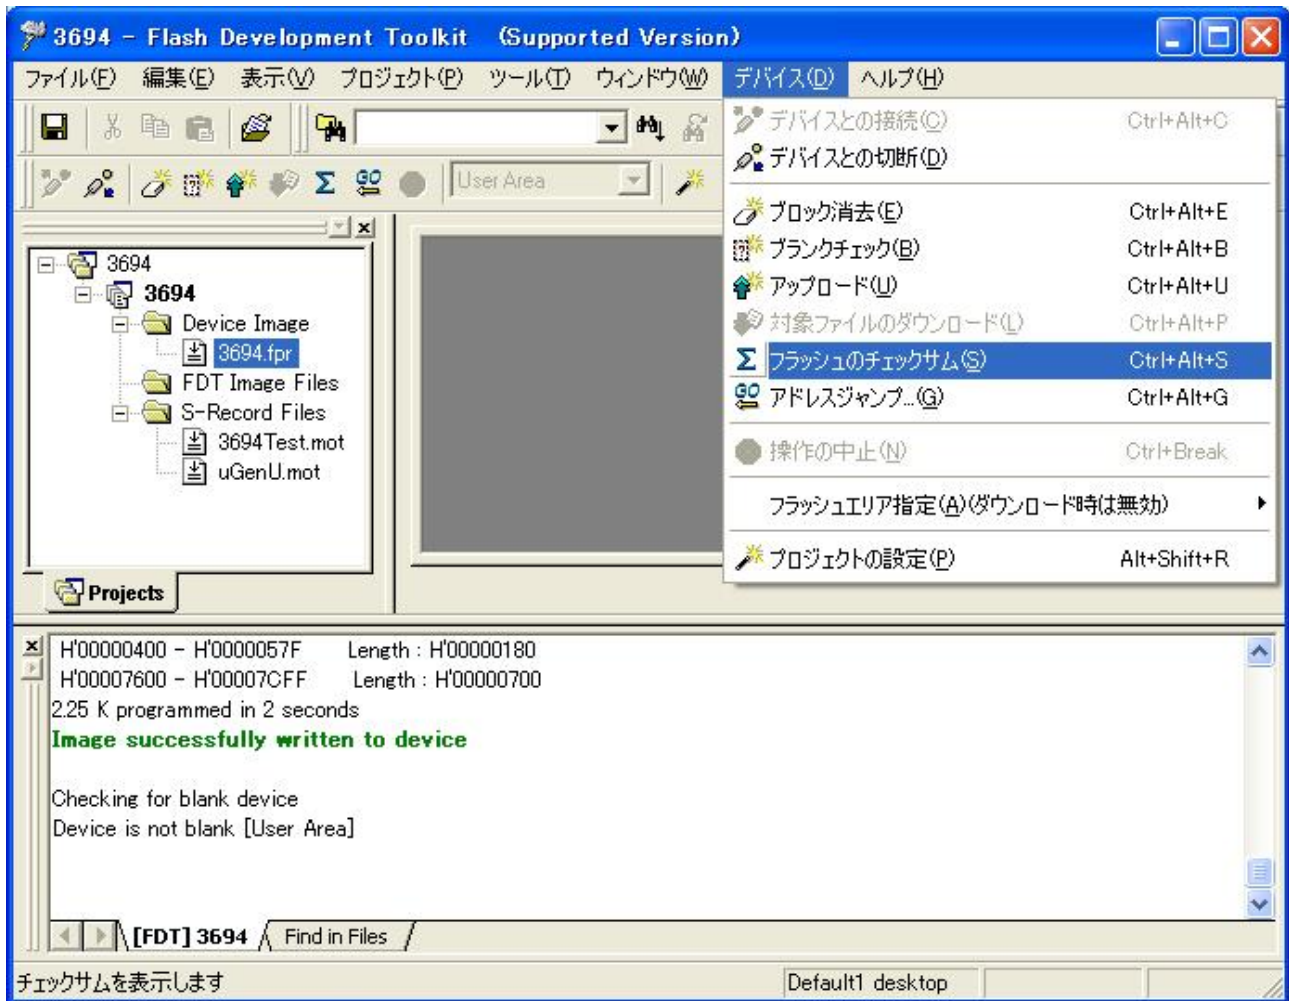 3694 - Flash Development Toolkit (Supported Version)
ファイル(F) 編集(E) 表示(V) プロジェクト(P) ツール(T) ウィンドウ(W) デバイス(D) ヘルプ(H)
User Area
デバイスとの接続(C) Ctrl+Alt+C
デバイスとの切断(D)
ブロック消去(E) Ctrl+Alt+E
ブランクチェック(B) Ctrl+Alt+B
アップロード(U) Ctrl+Alt+U
対象ファイルのダウンロード(L) Ctrl+Alt+P
フラッシュのチェックサム(S) Ctrl+Alt+S
アドレスジャンプ...(G) Ctrl+Alt+G
操作の中止(N) Ctrl+Break
フラッシュエリア指定(A)(ダウンロード時は無効)
プロジェクトの設定(P) Alt+Shift+R
3694
3694
Device Image
3694.fpr
FDT Image Files
S-Record Files
3694Test.mot
uGenU.mot
Projects
H'00000400 - H'0000057F Length : H'00000180
H'00007600 - H'00007CFF Length : H'00000700
2.25 K programmed in 2 seconds
Image successfully written to device
Checking for blank device
Device is not blank [User Area]
[FDT] 3694 Find in Files
チェックサムを表示します Default1 desktop